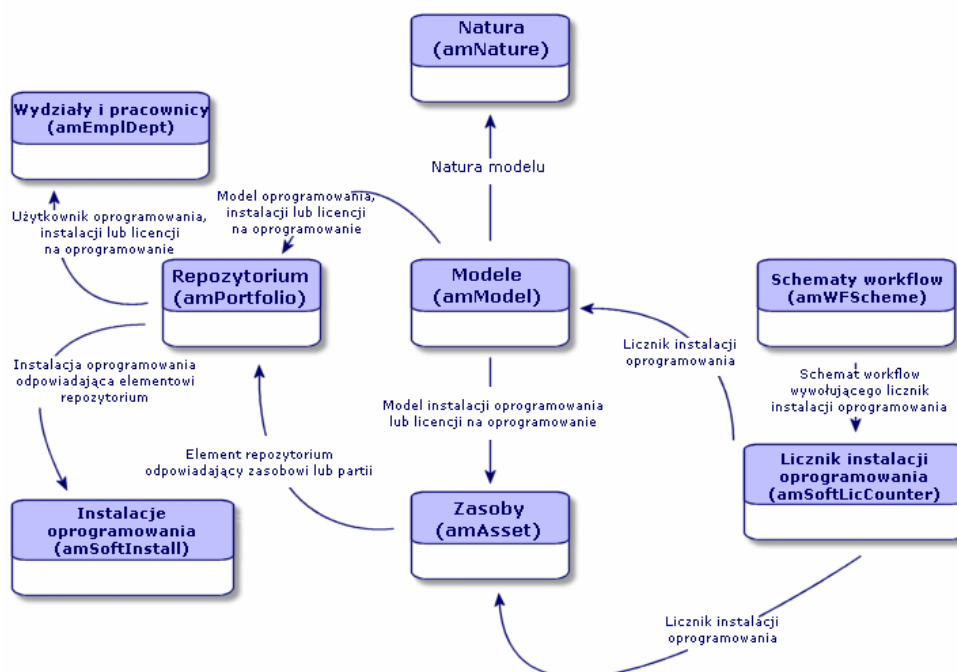 Natura
(amNature)
Wydziały i pracownicy
(amEmplDept)
Natura modelu
Model oprogramowania,
instalacji lub licencji
na oprogramowanie
Użytkownik oprogramowania,
instalacji lub licencji
na oprogramowanie
Repozytorium
(amPortfolio)
Modele
(amModel)
Schematy workflow
(amWFScheme)
Licznik instalacji
oprogramowania
Instalacja oprogramowania
odpowiadająca elementowi
repozytorium
Schemat workflow
wywołującego licznik
instalacji oprogramowania
Model instalacji oprogramowania
lub licencji na oprogramowanie
Element repozytorium
odpowiadający zasobowi lub partii
Licznik instalacji
oprogramowania
(amSoftLicCounter)
Instalacje
oprogramowania
(amSoftInstall)
Zasoby
(amAsset)
Licznik instalacji
oprogramowania